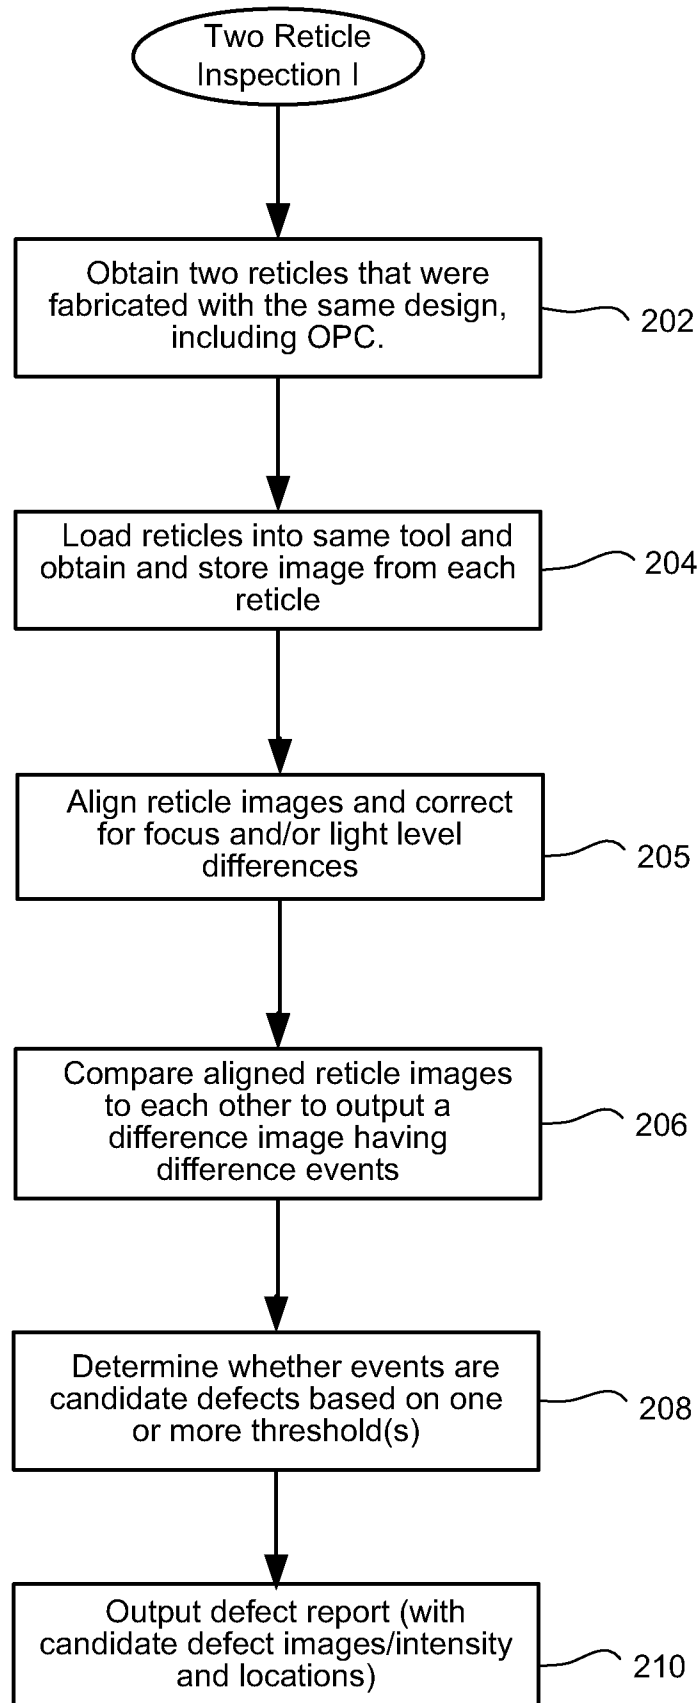 Two Reticle
Inspection I
Obtain two reticles that were
fabricated with the same design,
including OPC.
202
Load reticles into same tool and
obtain and store image from each
reticle
204
Align reticle images and correct
for focus and/or light level
differences
205
Compare aligned reticle images
to each other to output a
difference image having
difference events
206
Determine whether events are
candidate defects based on one
or more threshold(s)
208
Output defect report (with
candidate defect images/intensity
and locations)
210